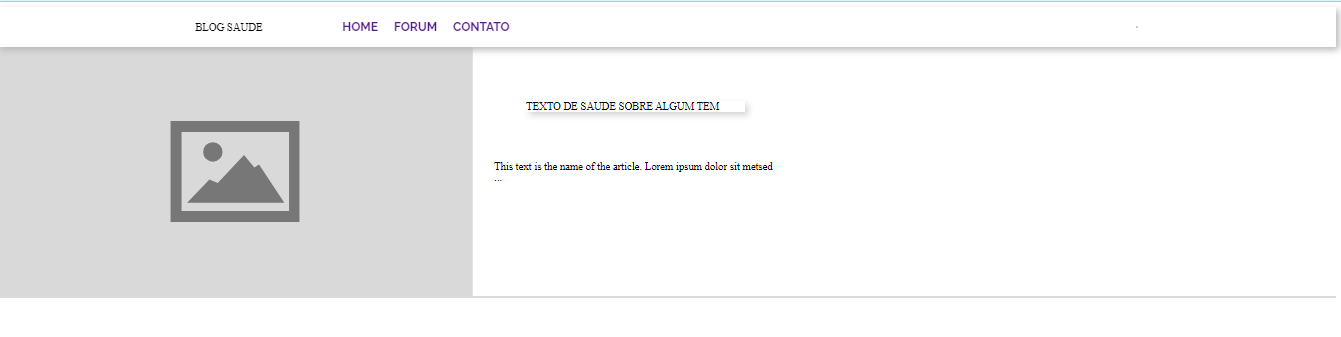 BLOG SAUDE HOME FORUM CONTATO
TEXTO DE SAUDE SOBRE ALGUM TEM
This text is the name of the article. Lorem ipsum dolor sit metsed
...